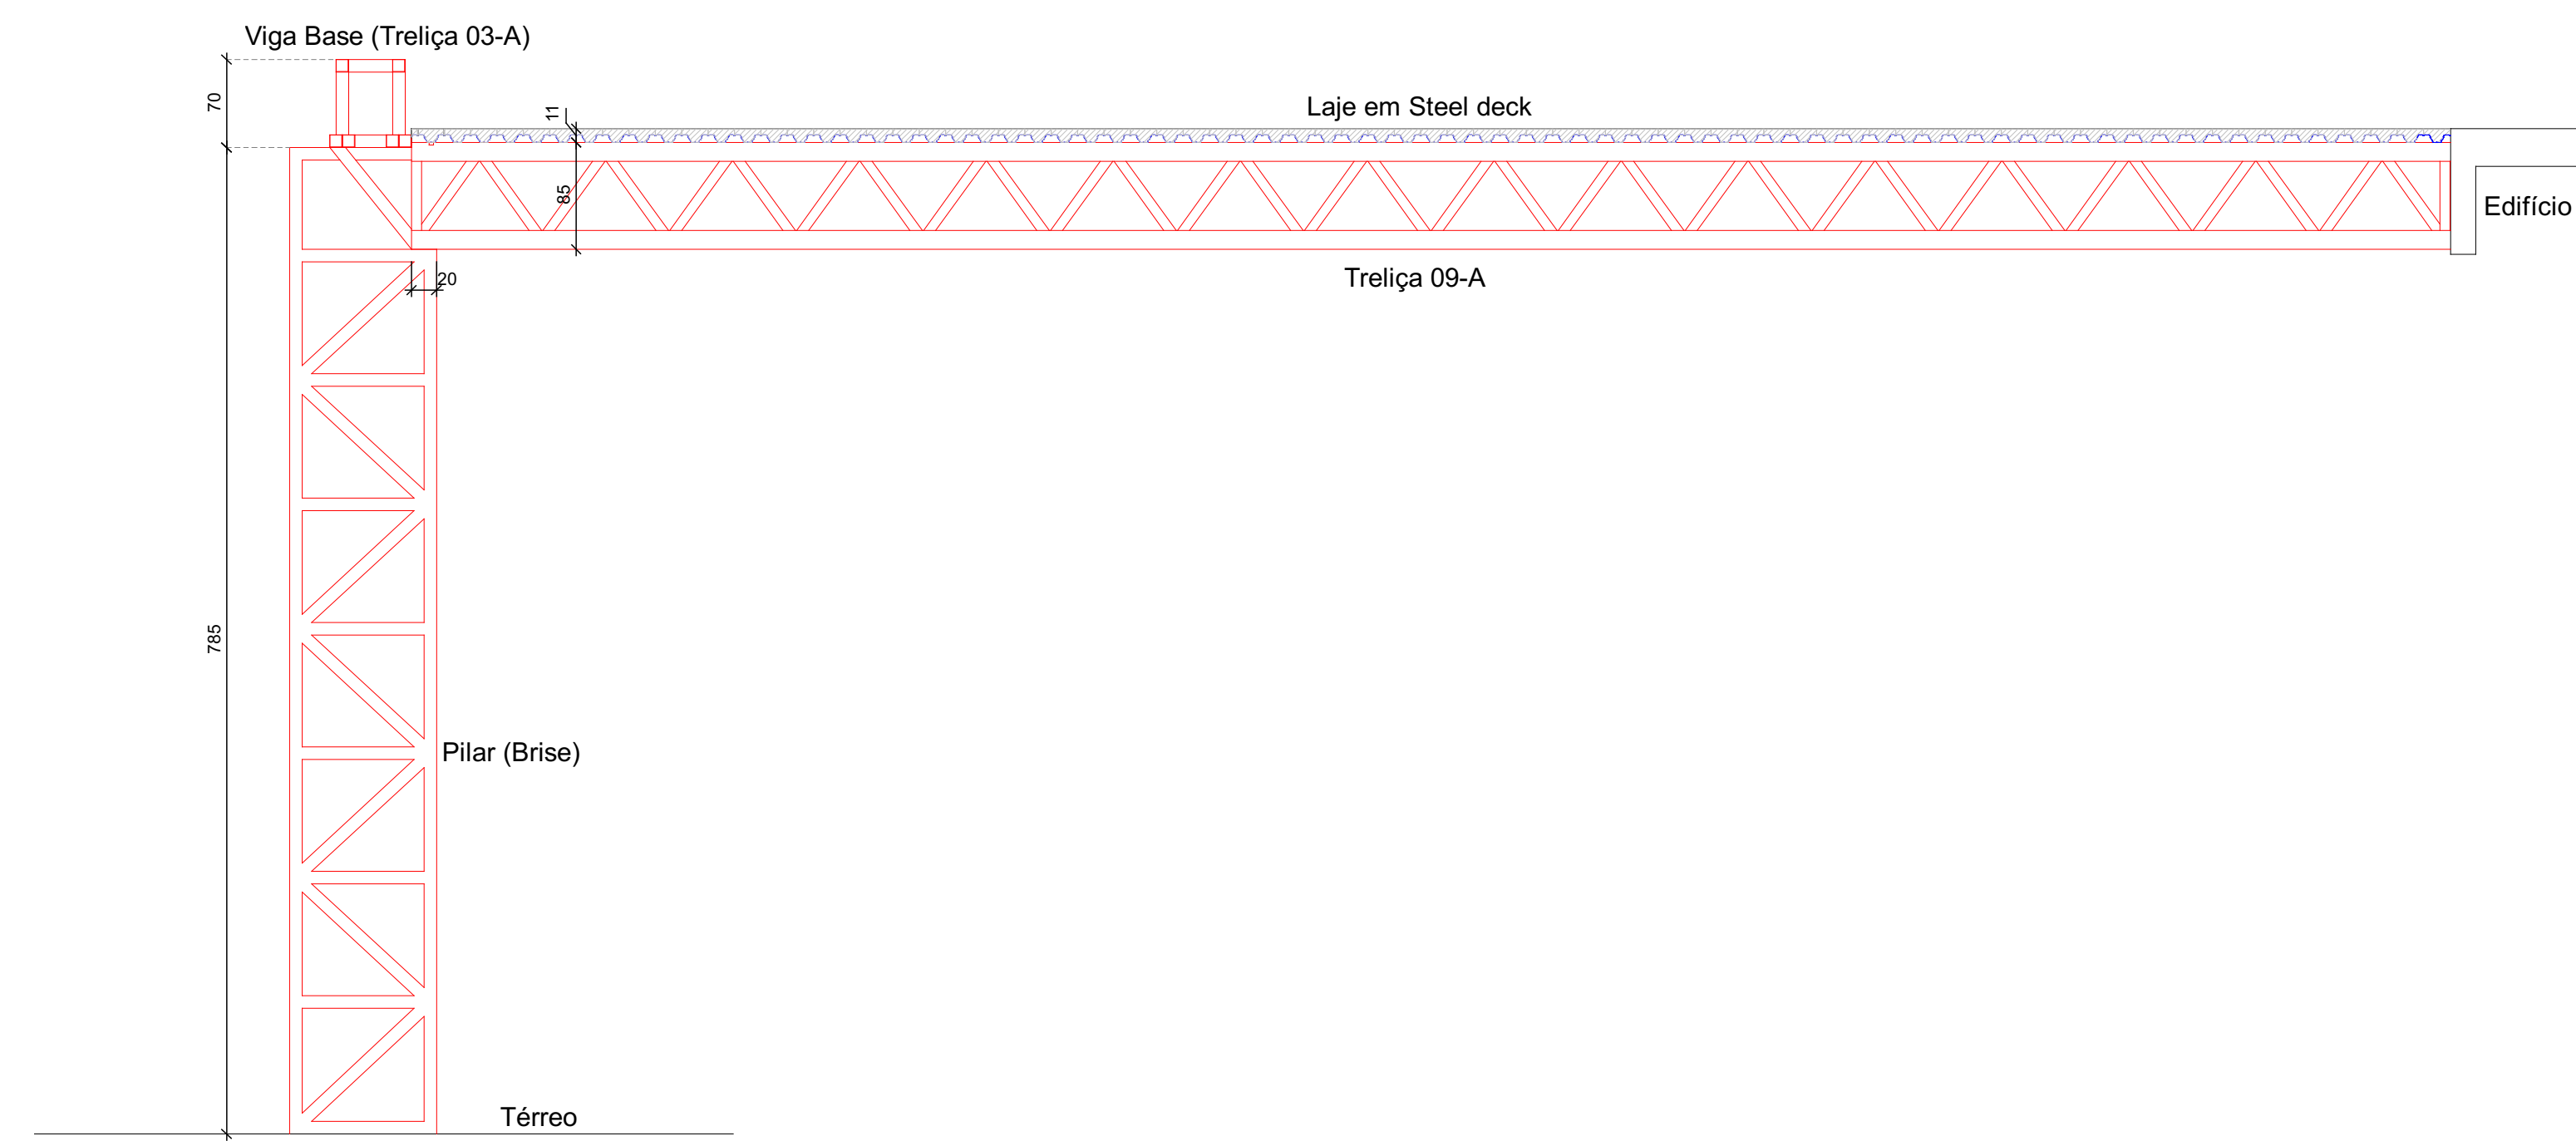 Viga Base (Treliça 03-A)
70
11
Laje em Steel deck
85
Edifício
20
Treliça 09-A
785
Pilar (Brise)
Térreo